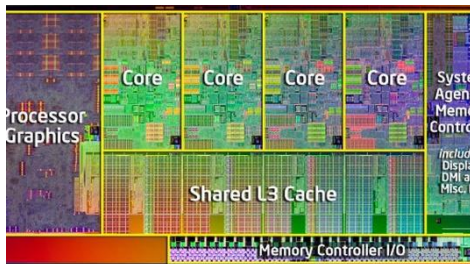 Processor
Graphics
Core
Core
Core
Core
Shared L3 Cache
Memory Controller I/O